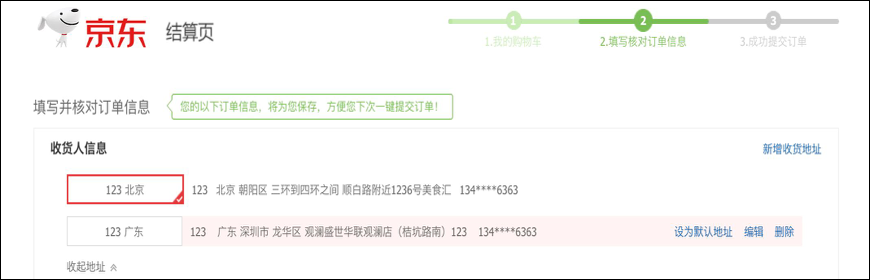 京东 结算页
1 2 3
1.我的购物车 2.填写核对订单信息 3.成功提交订单
填写并核对订单信息 您的以下订单信息，将为您保存，方便您下次一键提交订单！
收货人信息 新增收货地址
123 北京 123 北京 朝阳区 三环到四环之间 顺白路附近1236号美食汇 134****6363
123 广东 123 广东 深圳市 龙华区 观澜盛世华联观澜店（桔坑路南）123 134****6363 设为默认地址 编辑 删除
收起地址